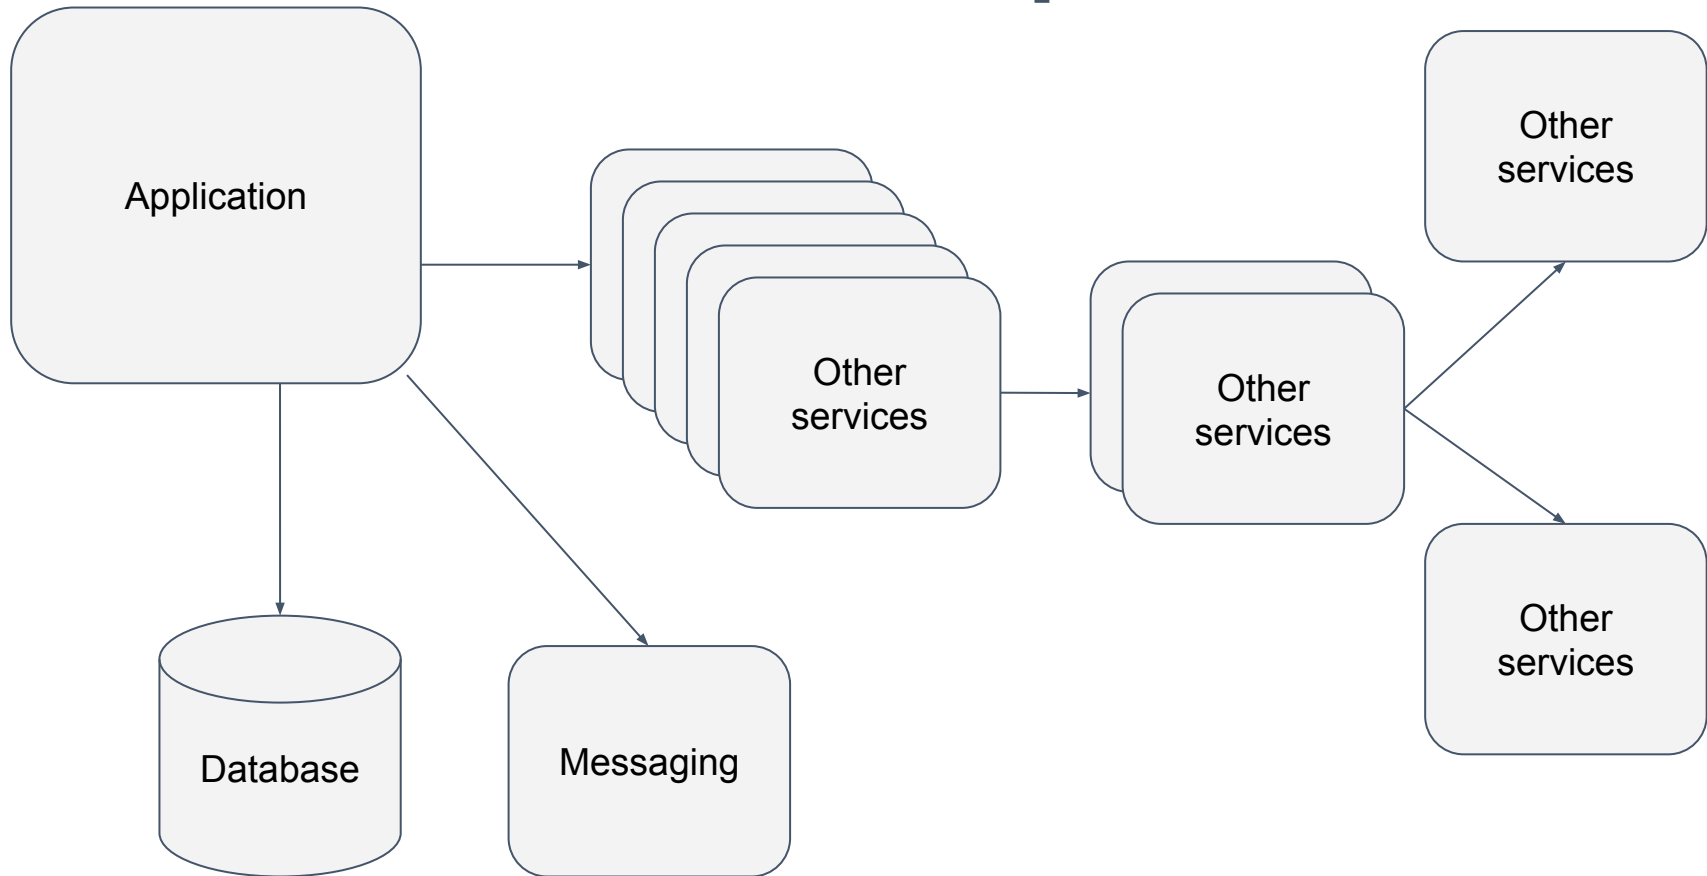 Application
Other
services
Other
services
Other
services
Other
services
Database
Messaging